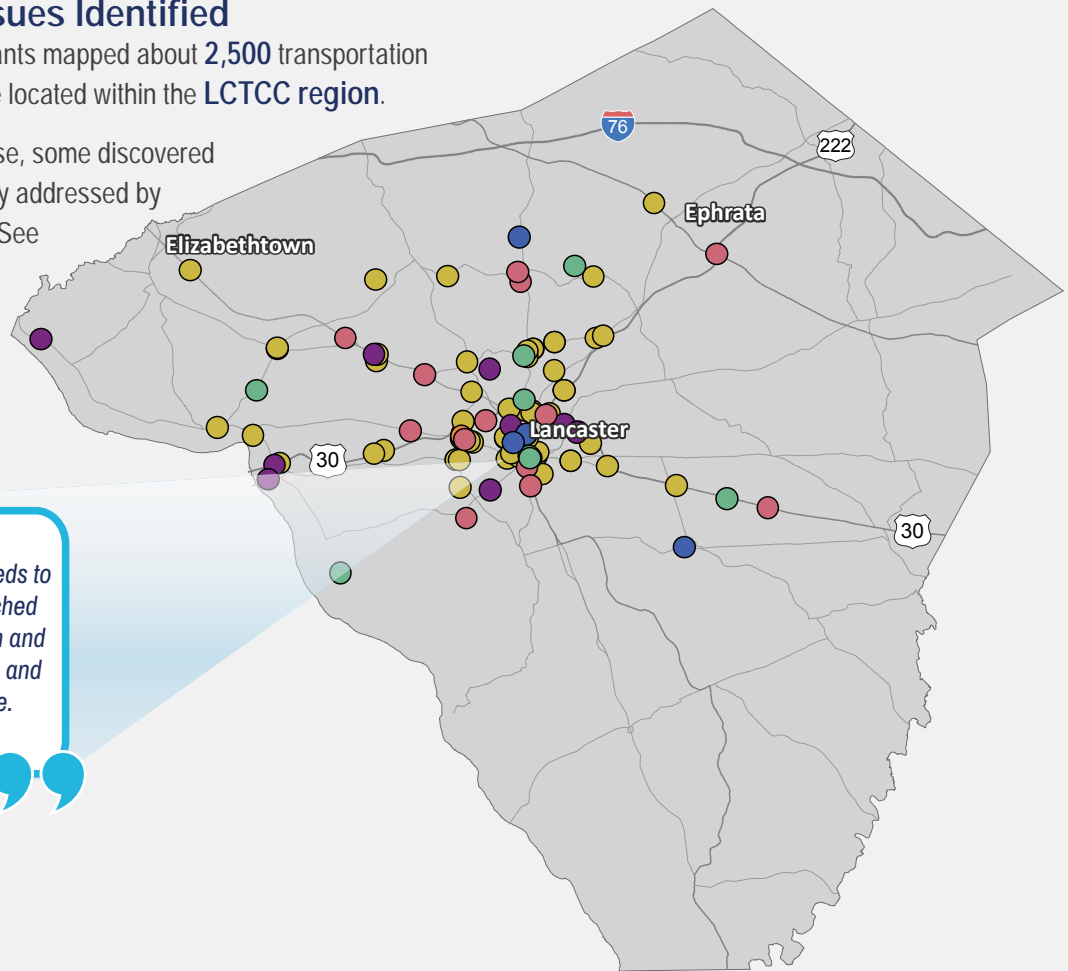 sues Identified
ants mapped about 2,500 transportation
e located within the LCTCC region.
se, some discovered
y addressed by
See
76
222
Ephrata
Elizabethtown
Lancaster
30
30
eds to
ched
n and
and
e.
”